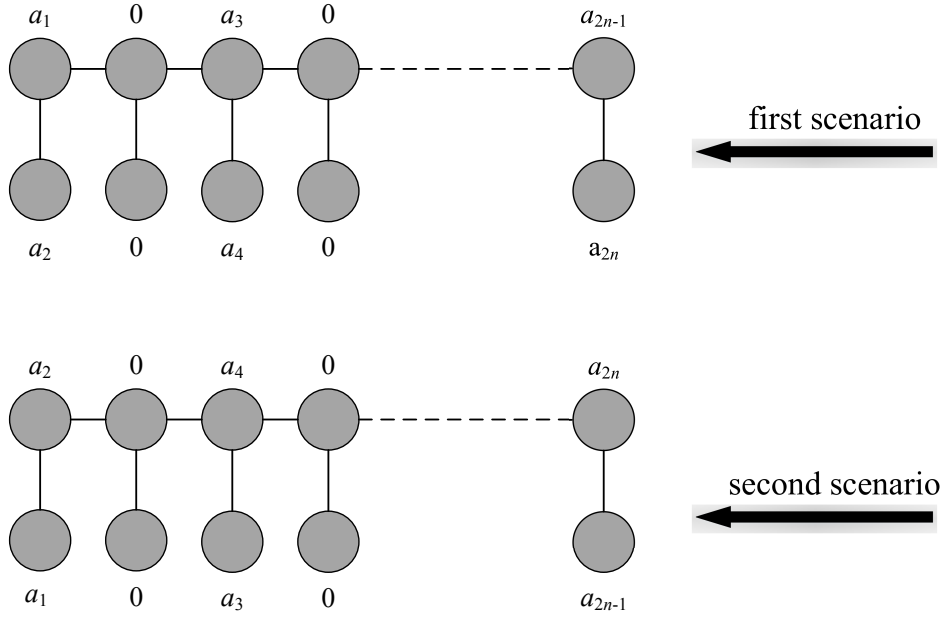 a₁ 0 a₃ 0 a₂ₙ₋₁
first scenario
a₂ 0 a₄ 0 a₂ₙ
a₂ 0 a₄ 0 a₂ₙ
second scenario
a₁ 0 a₃ 0 a₂ₙ₋₁